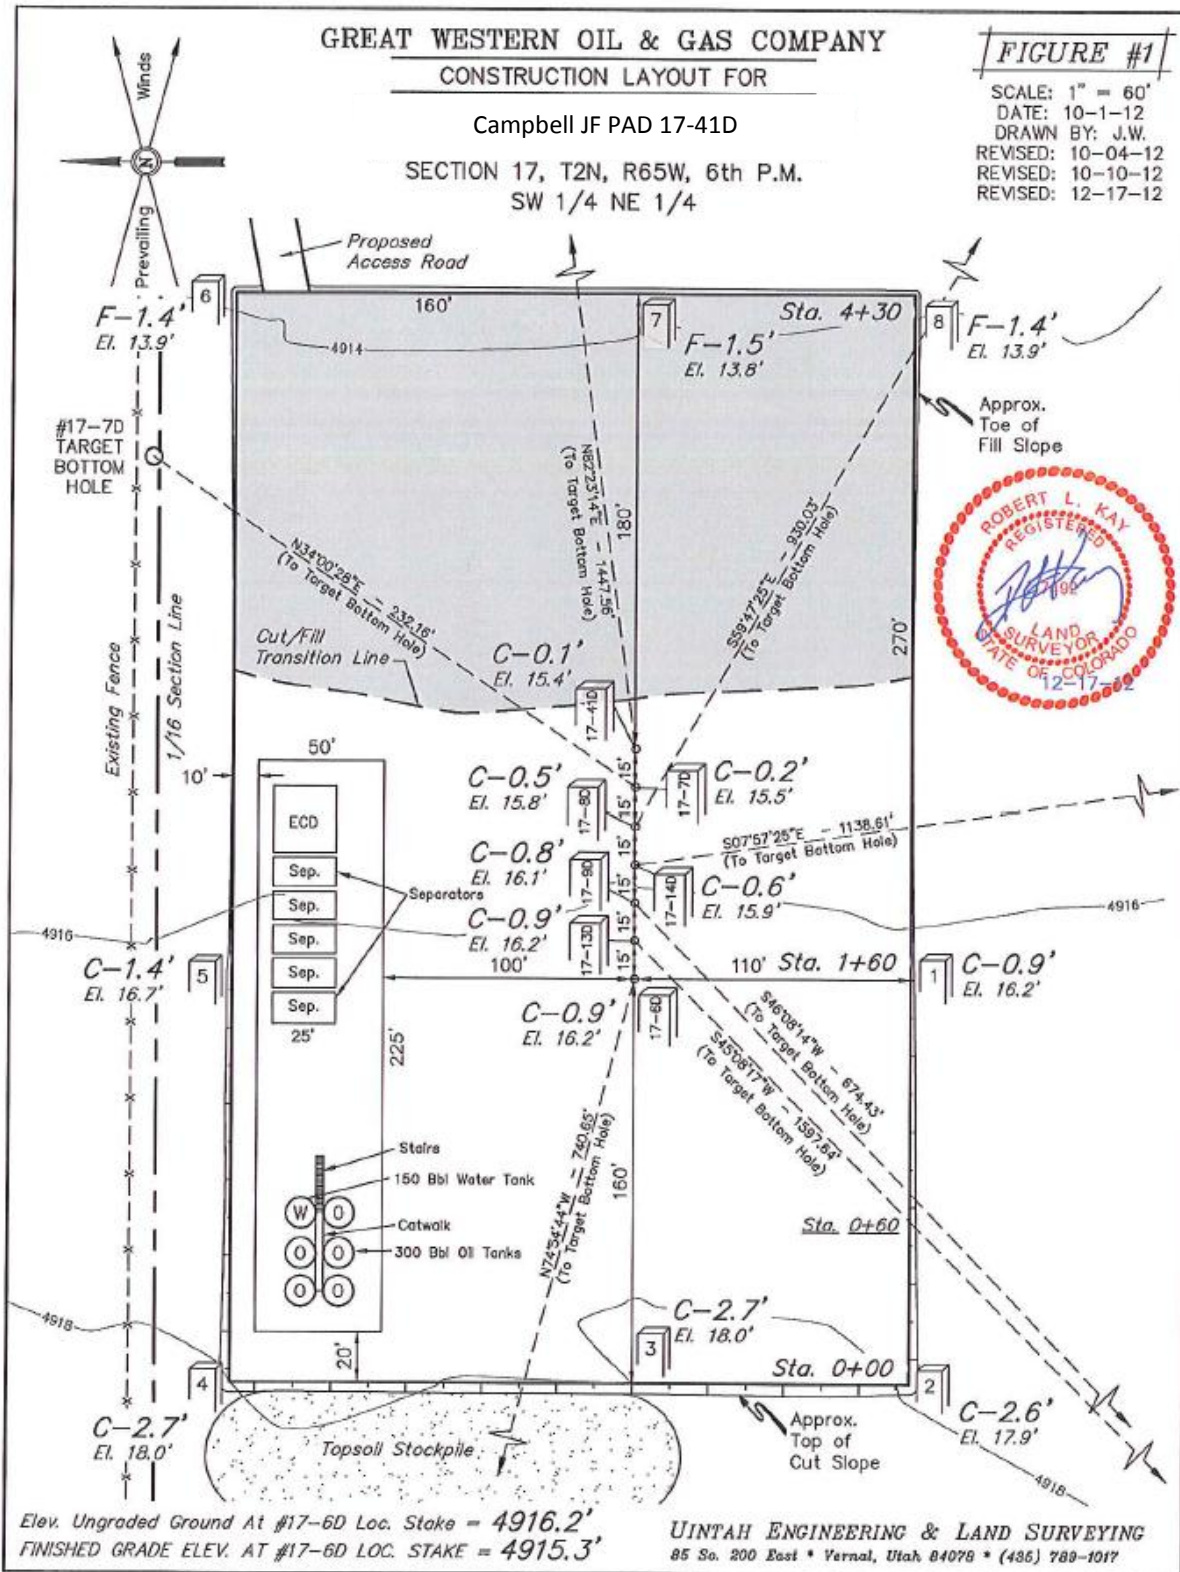 GREAT WESTERN OIL & GAS COMPANY
CONSTRUCTION LAYOUT FOR
Campbell JF PAD 17-41D
SECTION 17, T2N, R65W, 6th P.M.
SW 1/4 NE 1/4
FIGURE #1
SCALE: 1" = 60'
DATE: 10-1-12
DRAWN BY: J.W.
REVISED: 10-04-12
REVISED: 10-10-12
REVISED: 12-17-12
Winds
N
Prevailing
Proposed
Access Road
6
F-1.4'
El. 13.9'
160'
4914
7
F-1.5'
El. 13.8'
Sta. 4+30
8
F-1.4'
El. 13.9'
Approx.
Toe of
Fill Slope
#17-7D
TARGET
BOTTOM
HOLE
N34°00'28"E - 232.16'
(To Target Bottom Hole)
N82°23'14"E - 1447.56'
(To Target Bottom Hole)
180'
S59°47'25"E - 930.03'
(To Target Bottom Hole)
270'
ROBERT L. KAY
REGISTERED
LAND
SURVEYOR
STATE OF COLORADO
12-17-12
Cut/Fill
Transition Line
Existing Fence
1/16 Section Line
C-0.1'
El. 15.4'
17-41D
50'
10'
C-0.5'
El. 15.8'
17-8D
15'
17-7D
C-0.2'
El. 15.5'
15'
15'
S07°57'25"E - 1138.61'
(To Target Bottom Hole)
ECD
Sep.
Sep.
Sep.
Sep.
Sep.
Separators
25'
C-0.8'
El. 16.1'
17-9D
15'
17-14D
C-0.6'
El. 15.9'
4916
4916
C-0.9'
El. 16.2'
17-13D
15'
15'
C-1.4'
El. 16.7'
5
100'
110'
Sta. 1+60
1
C-0.9'
El. 16.2'
C-0.9'
El. 16.2'
17-6D
225'
S46°08'14"W - 674.43'
(To Target Bottom Hole)
S45°08'17"W - 1597.64'
(To Target Bottom Hole)
N74°54'44"W - 740.65'
(To Target Bottom Hole)
160'
Stairs
150 Bbl Water Tank
Catwalk
300 Bbl Oil Tanks
W O
O O
O O
Sta. 0+60
4918
20'
C-2.7'
El. 18.0'
3
Sta. 0+00
4
C-2.7'
El. 18.0'
2
C-2.6'
El. 17.9'
Topsoil Stockpile
Approx.
Top of
Cut Slope
4918
Elev. Ungraded Ground At #17-6D Loc. Stake = 4916.2'
FINISHED GRADE ELEV. AT #17-6D LOC. STAKE = 4915.3'
UINTAH ENGINEERING & LAND SURVEYING
85 So. 200 East * Vernal, Utah 84078 * (435) 789-1017